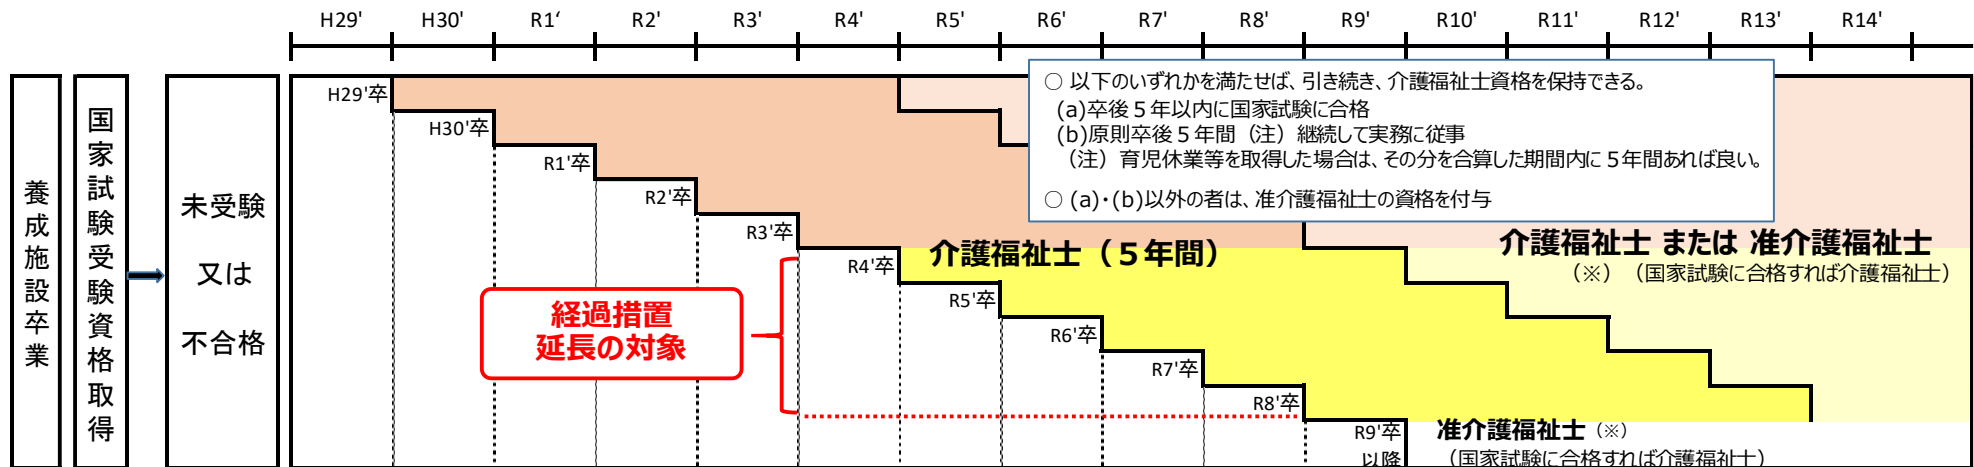 H29' H30' R1‘ R2' R3' R4' R5' R6' R7' R8' R9' R10' R11' R12' R13' R14'
養成施設卒業
国家試験受験資格取得
未受験
又は
不合格
H29'卒
H30'卒
R1'卒
R2'卒
R3'卒
R4'卒
R5'卒
R6'卒
R7'卒
R8'卒
R9'卒
以降
○ 以下のいずれかを満たせば、引き続き、介護福祉士資格を保持できる。
(a)卒後５年以内に国家試験に合格
(b)原則卒後５年間（注）継続して実務に従事
（注）育児休業等を取得した場合は、その分を合算した期間内に５年間あれば良い。
○ (a)・(b)以外の者は、准介護福祉士の資格を付与
介護福祉士（５年間）
介護福祉士 または 准介護福祉士
（※）（国家試験に合格すれば介護福祉士）
経過措置
延長の対象
准介護福祉士（※）
（国家試験に合格すれば介護福祉士）